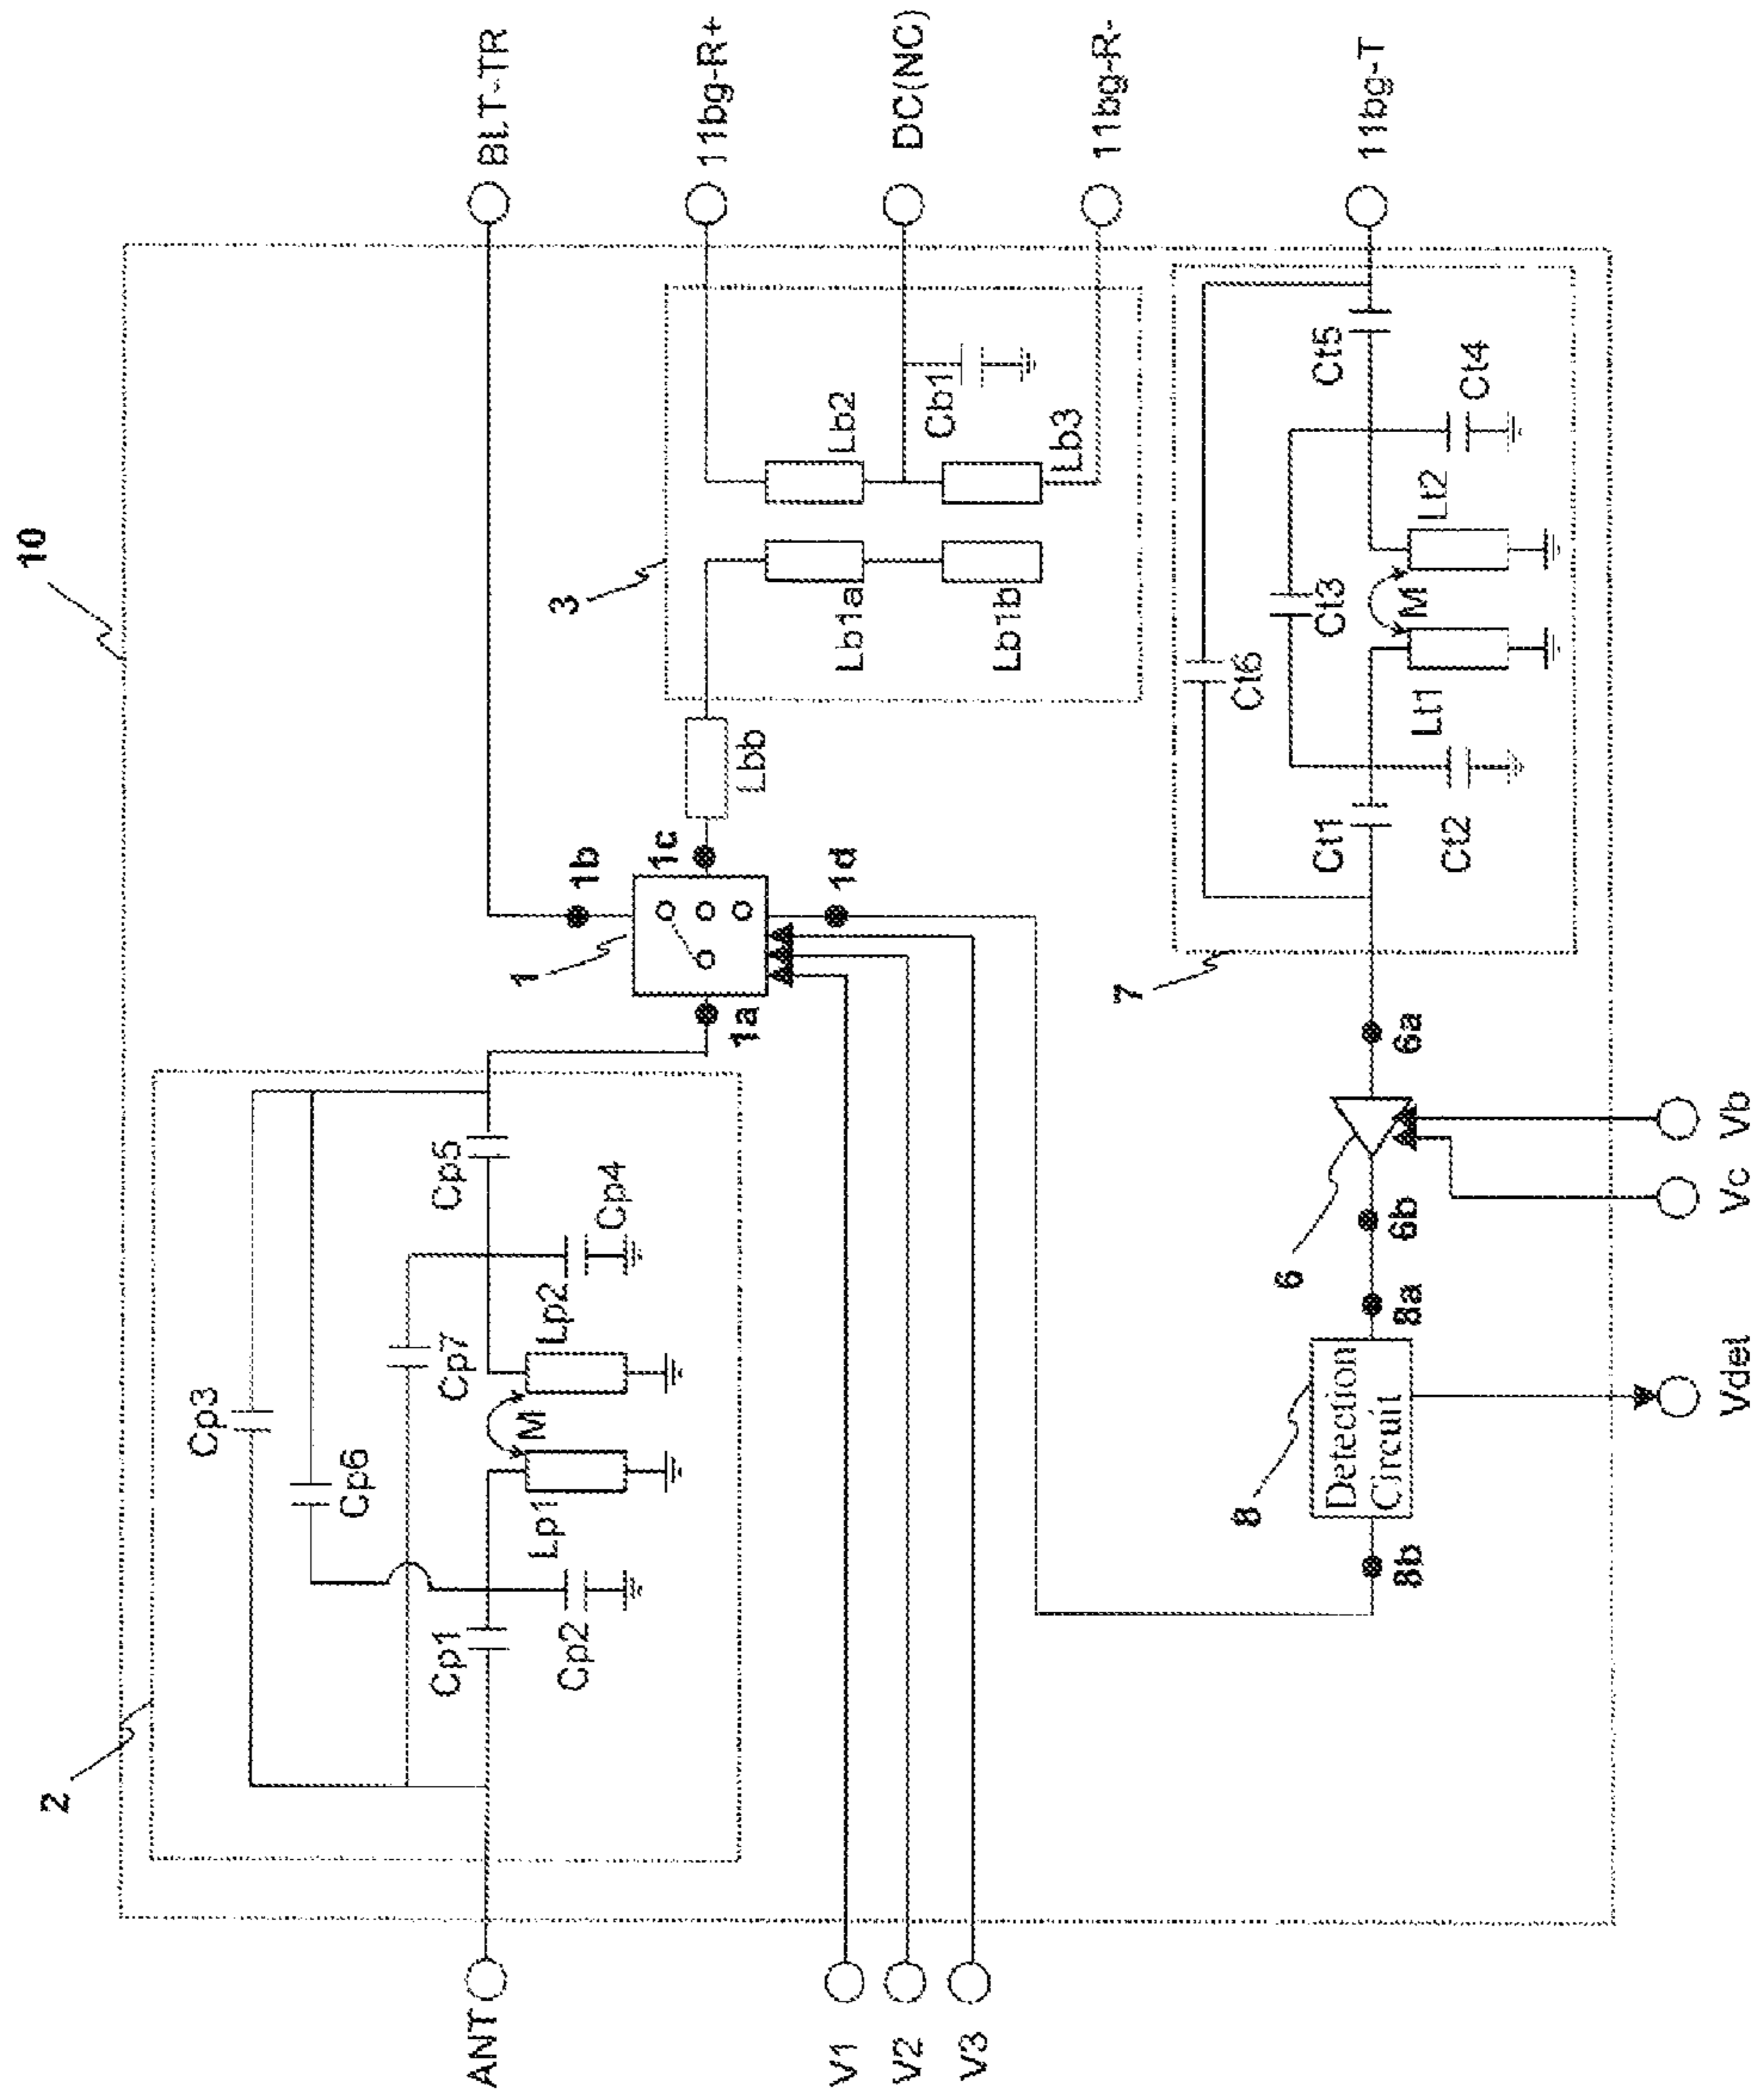 10
2
Cp3
Cp6
Cp7
Cp1
Cp5
Cp2
Lp1
M
Lp2
Cp4
ANT
1
1a
1b
1c
1d
V1
V2
V3
BLT-TR
Lbb
3
Lb1a
Lb1b
Lb2
Lb3
Cb1
11bg-R+
DC(NC)
11bg-R-
8
8b
Detection
Circuit
8a
6b
6
6a
7
Ct6
Ct3
Ct1
Ct5
Ct2
Lt1
M
Lt2
Ct4
11bg-T
Vdet
Vc
Vb